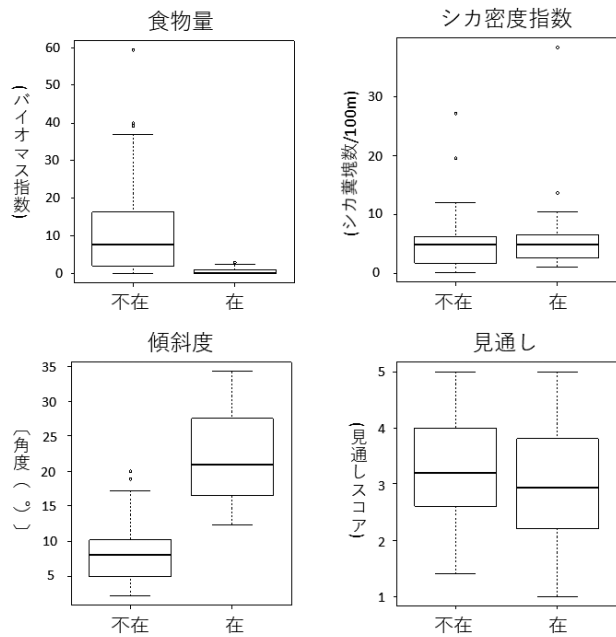 食物量
(バイオマス指数)
60
50
40
30
20
10
0
不在
在
シカ密度指数
(シカ糞塊数/100m)
30
20
10
0
不在
在
傾斜度
〔角度(°)〕
35
30
25
20
15
10
5
不在
在
見通し
(見通しスコア)
5
4
3
2
1
不在
在